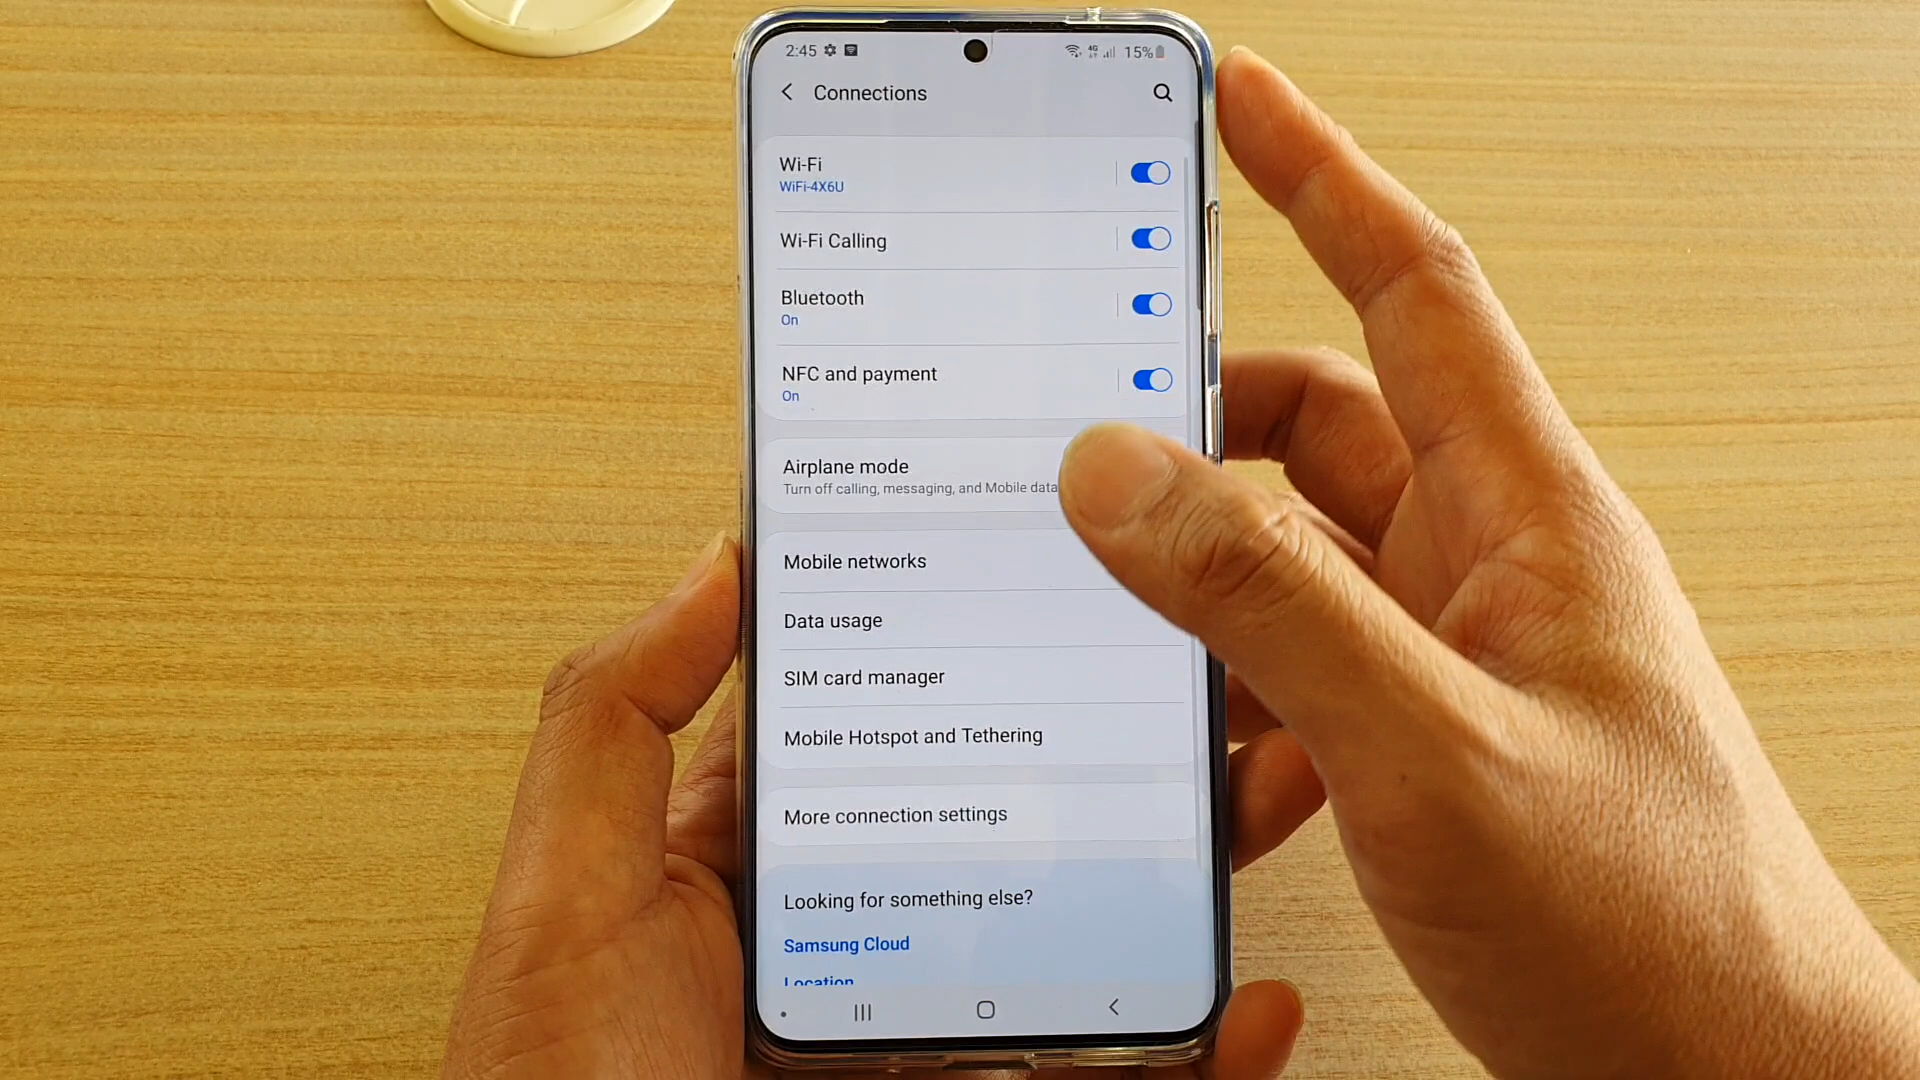 2:45 4G 15%
Connections
Wi-Fi
WiFi-4X6U
Wi-Fi Calling
Bluetooth
On
NFC and payment
On
Airplane mode
Turn off calling, messaging, and Mobile data
Mobile networks
Data usage
SIM card manager
Mobile Hotspot and Tethering
More connection settings
Looking for something else?
Samsung Cloud
Location